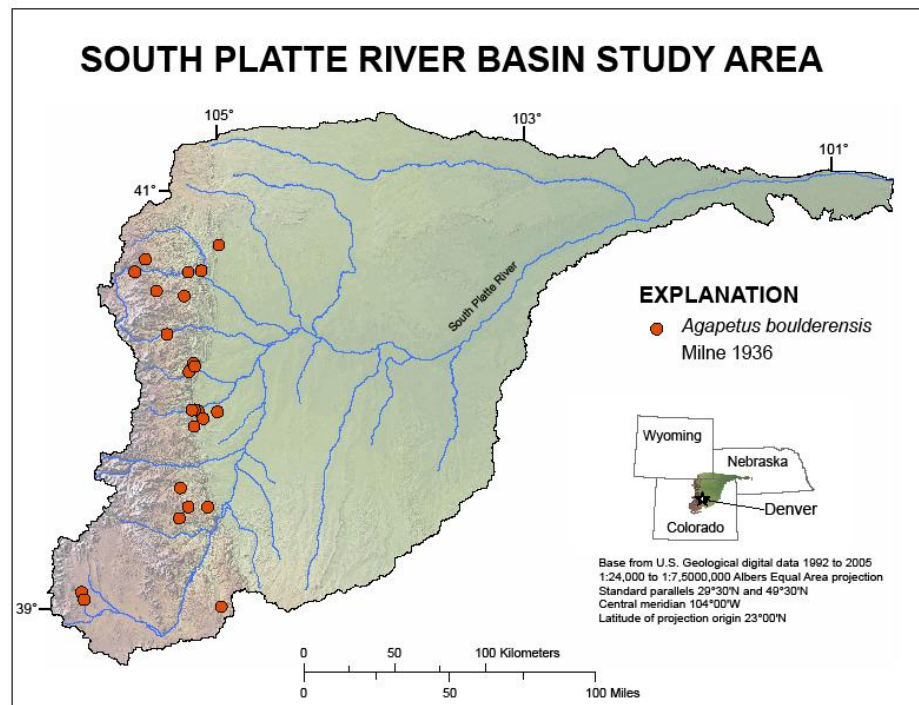 SOUTH PLATTE RIVER BASIN STUDY AREA
105°
103°
101°
41°
South Platte River
EXPLANATION
Agapetus boulderensis
Milne 1936
Wyoming
Nebraska
Denver
Colorado
Base from U.S. Geological digital data 1992 to 2005
1:24,000 to 1:7,5000,000 Albers Equal Area projection
Standard parallels 29°30'N and 49°30'N
Central meridian 104°00'W
Latitude of projection origin 23°00'N
39°
0 50 100 Kilometers
0 50 100 Miles